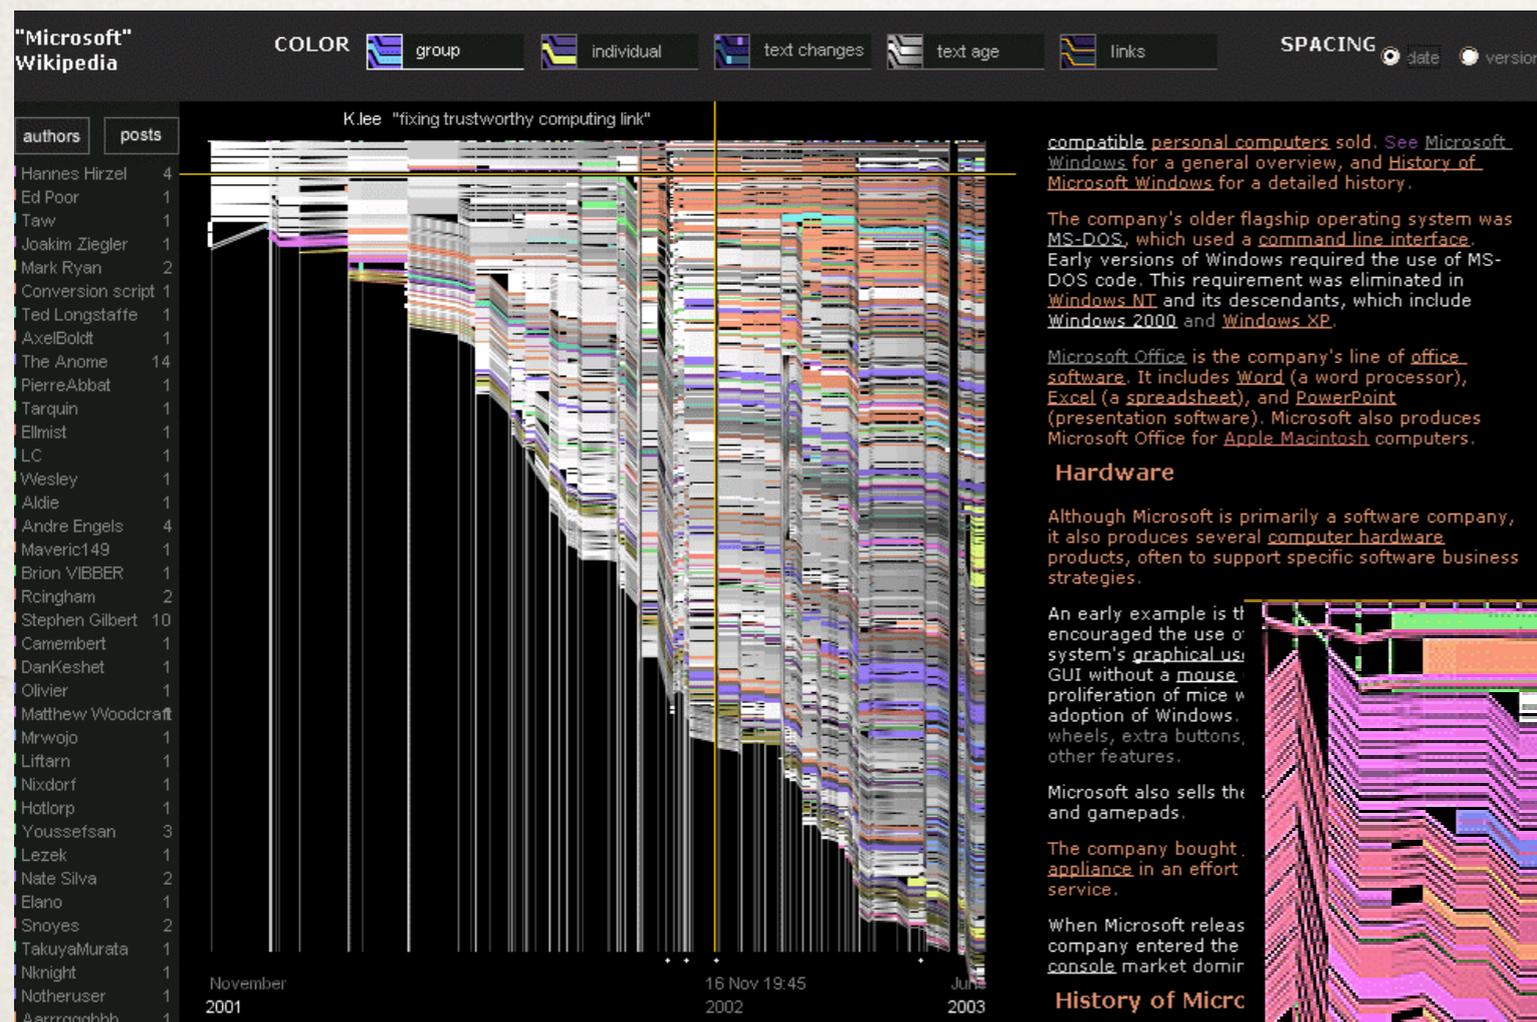 "Microsoft"
Wikipedia
COLOR group individual text changes text age links
SPACING date version
authors posts
K.lee "fixing trustworthy computing link"
Hannes Hirzel 4
Ed Poor 1
Taw 1
Joakim Ziegler 1
Mark Ryan 2
Conversion script 1
Ted Longstaffe 1
AxelBoldt 1
The Anome 14
PierreAbbat 1
Tarquin 1
Ellmist 1
LC 1
Wesley 1
Aldie 1
Andre Engels 4
Maveric149 1
Brion VIBBER 1
Rcingham 2
Stephen Gilbert 10
Camembert 1
DanKeshet 1
Olivier 1
Matthew Woodcraft
Mrwojo 1
Liftarn 1
Nixdorf 1
Hotlorp 1
Youssefsan 3
Lezek 1
Nate Silva 2
Elano 1
Snoyes 2
TakuyaMurata 1
Nknight 1
Notheruser 1
November
2001
16 Nov 19:45
2002
June
2003
compatible personal computers sold. See Microsoft
Windows for a general overview, and History of
Microsoft Windows for a detailed history.
The company's older flagship operating system was
MS-DOS, which used a command line interface.
Early versions of Windows required the use of MS-
DOS code. This requirement was eliminated in
Windows NT and its descendants, which include
Windows 2000 and Windows XP.
Microsoft Office is the company's line of office
software. It includes Word (a word processor),
Excel (a spreadsheet), and PowerPoint
(presentation software). Microsoft also produces
Microsoft Office for Apple Macintosh computers.
Hardware
Although Microsoft is primarily a software company,
it also produces several computer hardware
products, often to support specific software business
strategies.
An early example is th
encouraged the use of
system's graphical us
GUI without a mouse
proliferation of mice w
adoption of Windows.
wheels, extra buttons,
other features.
Microsoft also sells the
and gamepads.
The company bought
appliance in an effort
service.
When Microsoft releas
company entered the
console market domin
History of Micro